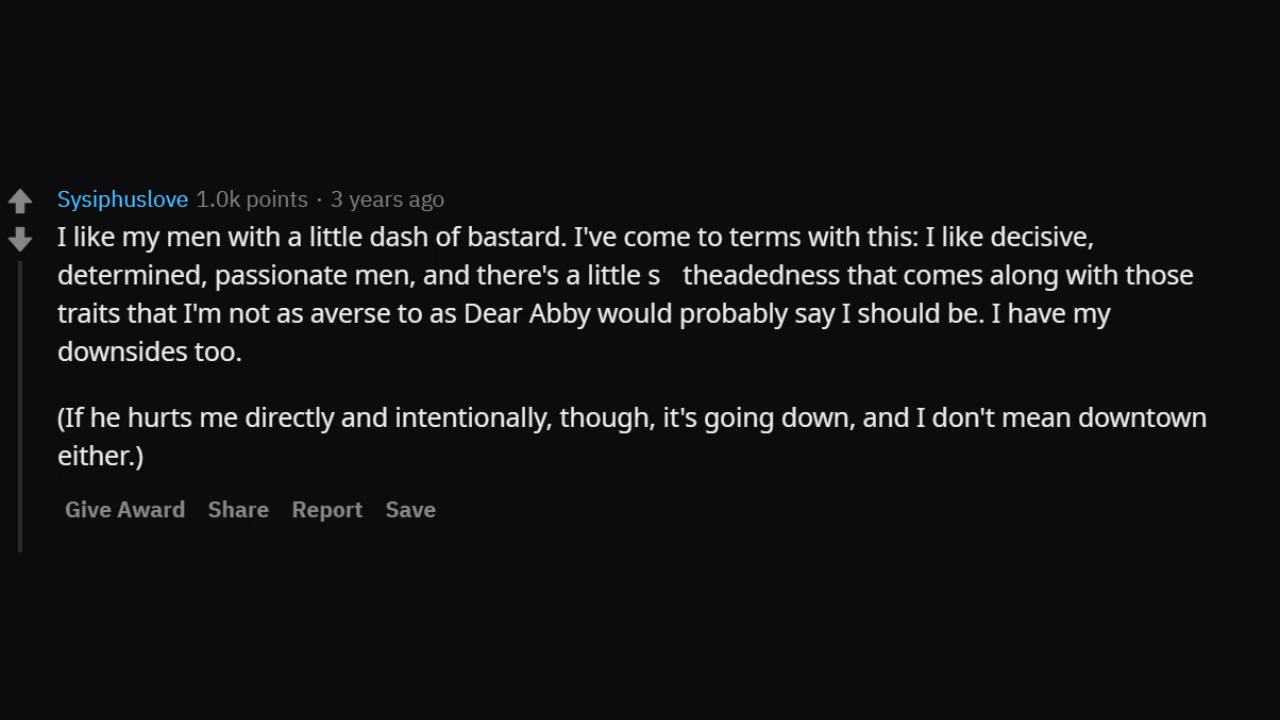 Sysiphuslove 1.0k points · 3 years ago
I like my men with a little dash of bastard. I've come to terms with this: I like decisive,
determined, passionate men, and there's a little s theadedness that comes along with those
traits that I'm not as averse to as Dear Abby would probably say I should be. I have my
downsides too.
(If he hurts me directly and intentionally, though, it's going down, and I don't mean downtown
either.)
Give Award Share Report Save